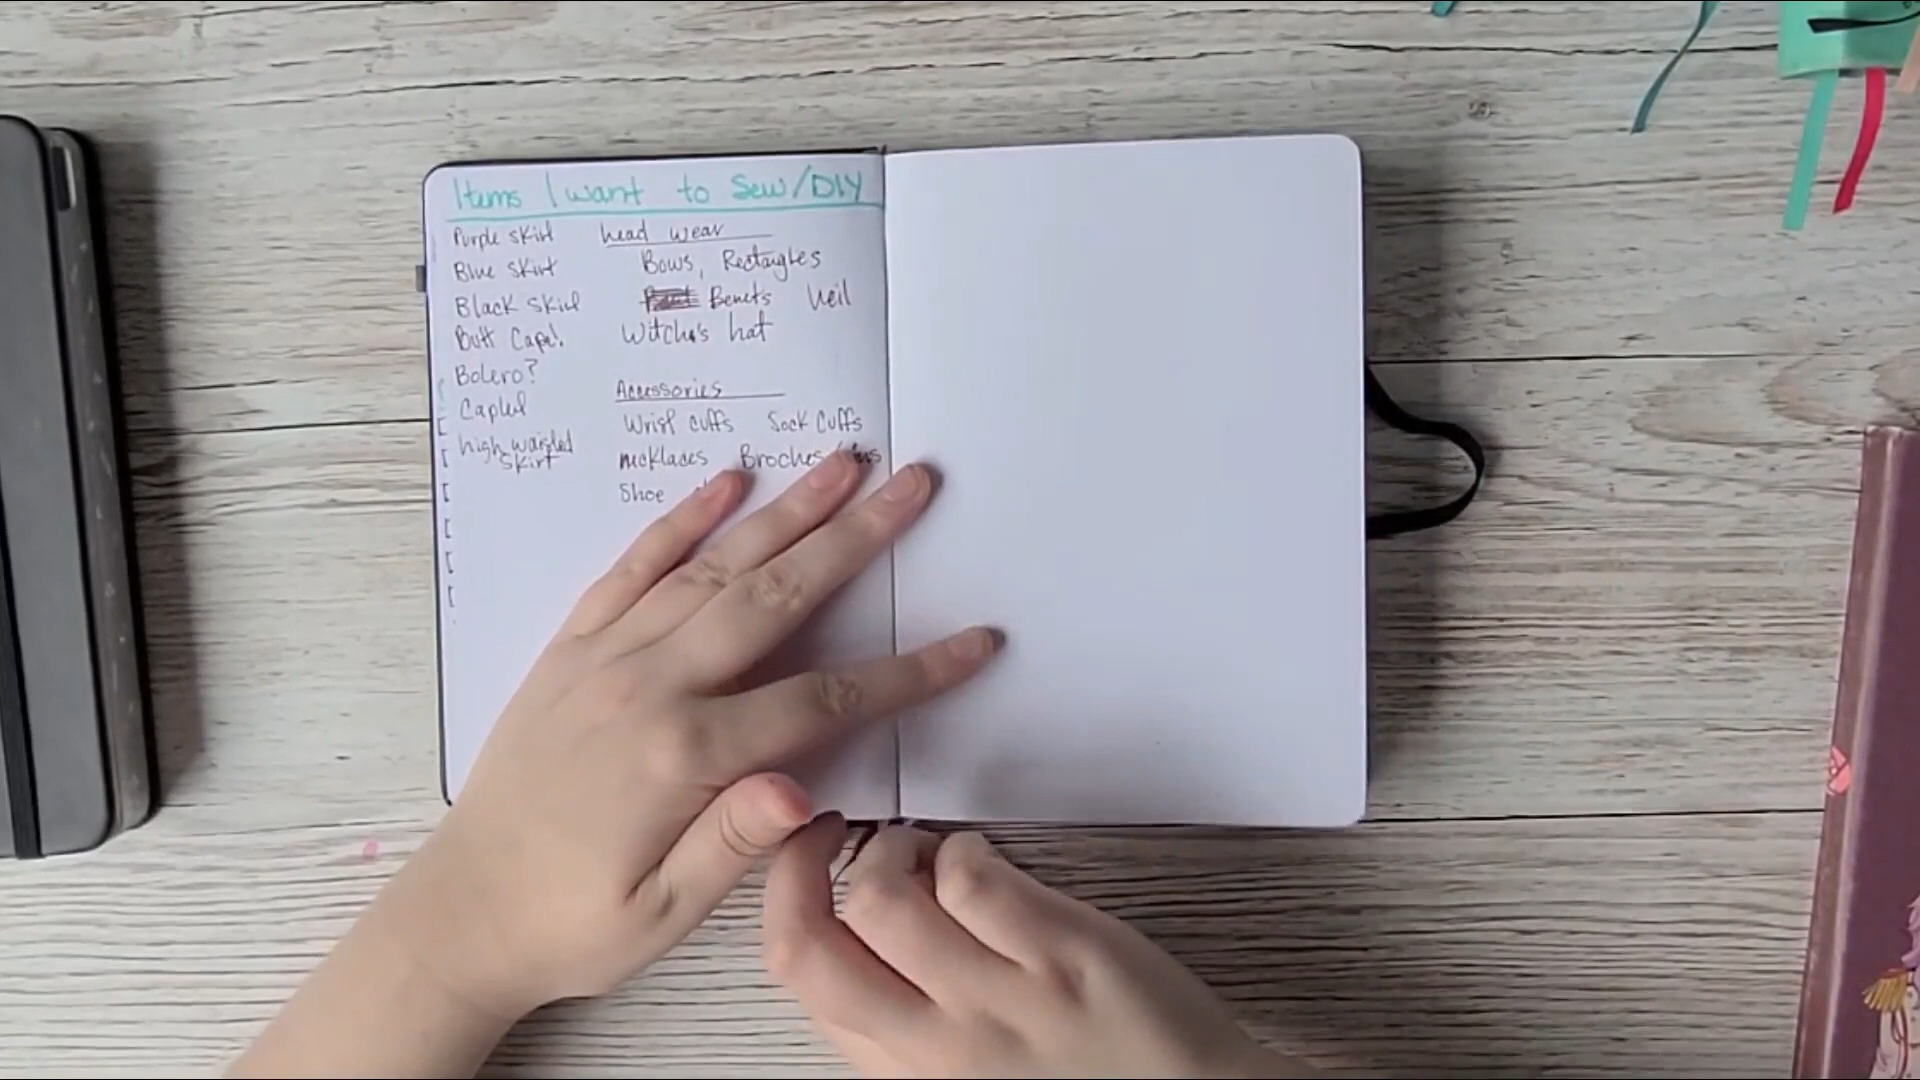 Items I want to Sew/DIY
Purple skirt
Blue skirt
Black Skirt
Butt Cape!
Bolero?
Caplet
high waisted
skirt
head wear
Bows, Rectangles
Berets Veil
Witch's hat
Accessories
Wrist cuffs Sock Cuffs
necklaces Broches
Shoe